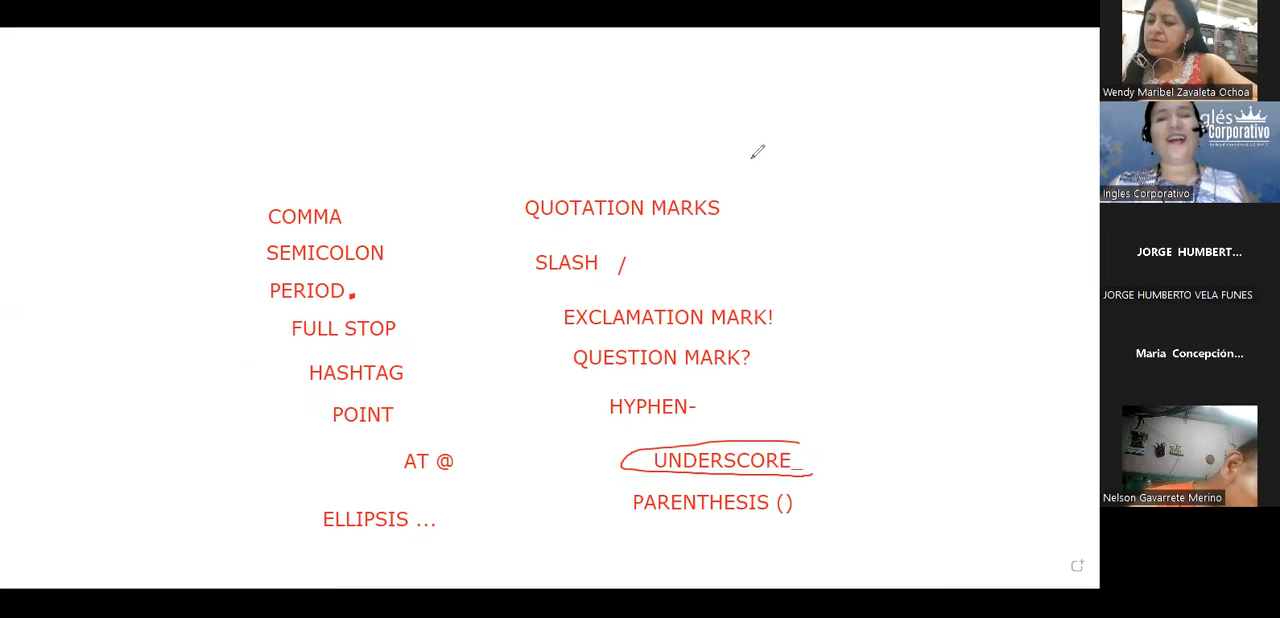 COMMA
SEMICOLON
PERIOD.
FULL STOP
HASHTAG
POINT
AT @
ELLIPSIS ...
QUOTATION MARKS
SLASH /
EXCLAMATION MARK!
QUESTION MARK?
HYPHEN-
UNDERSCORE_
PARENTHESIS ()
Wendy Maribel Zavaleta Ochoa
glés
Corporativo
Ingles Corporativo
JORGE HUMBERT...
JORGE HUMBERTO VELA FUNES
Maria Concepción...
Nelson Gavarrete Merino